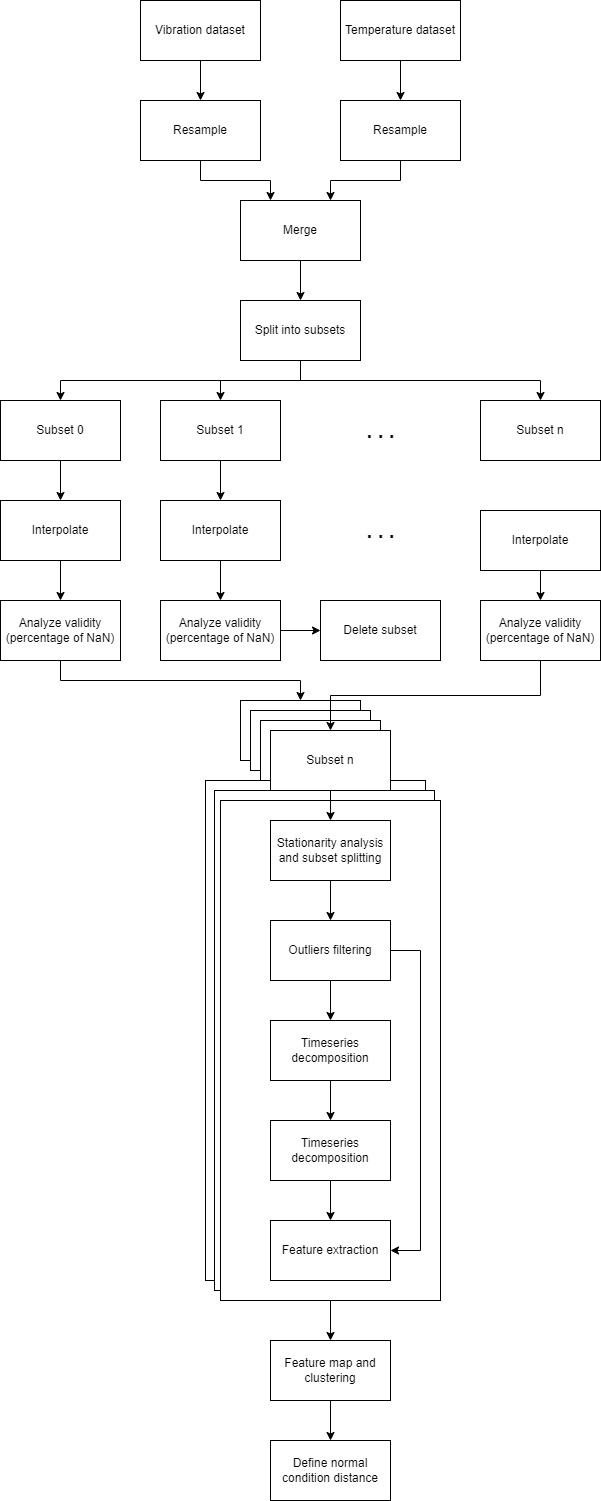 Vibration dataset
Temperature dataset
Resample
Resample
Merge
Split into subsets
Subset 0
Subset 1
. . .
Subset n
Interpolate
Interpolate
. . .
Interpolate
Analyze validity
(percentage of NaN)
Analyze validity
(percentage of NaN)
Delete subset
Analyze validity
(percentage of NaN)
Subset n
Stationarity analysis
and subset splitting
Outliers filtering
Timeseries
decomposition
Timeseries
decomposition
Feature extraction
Feature map and
clustering
Define normal
condition distance